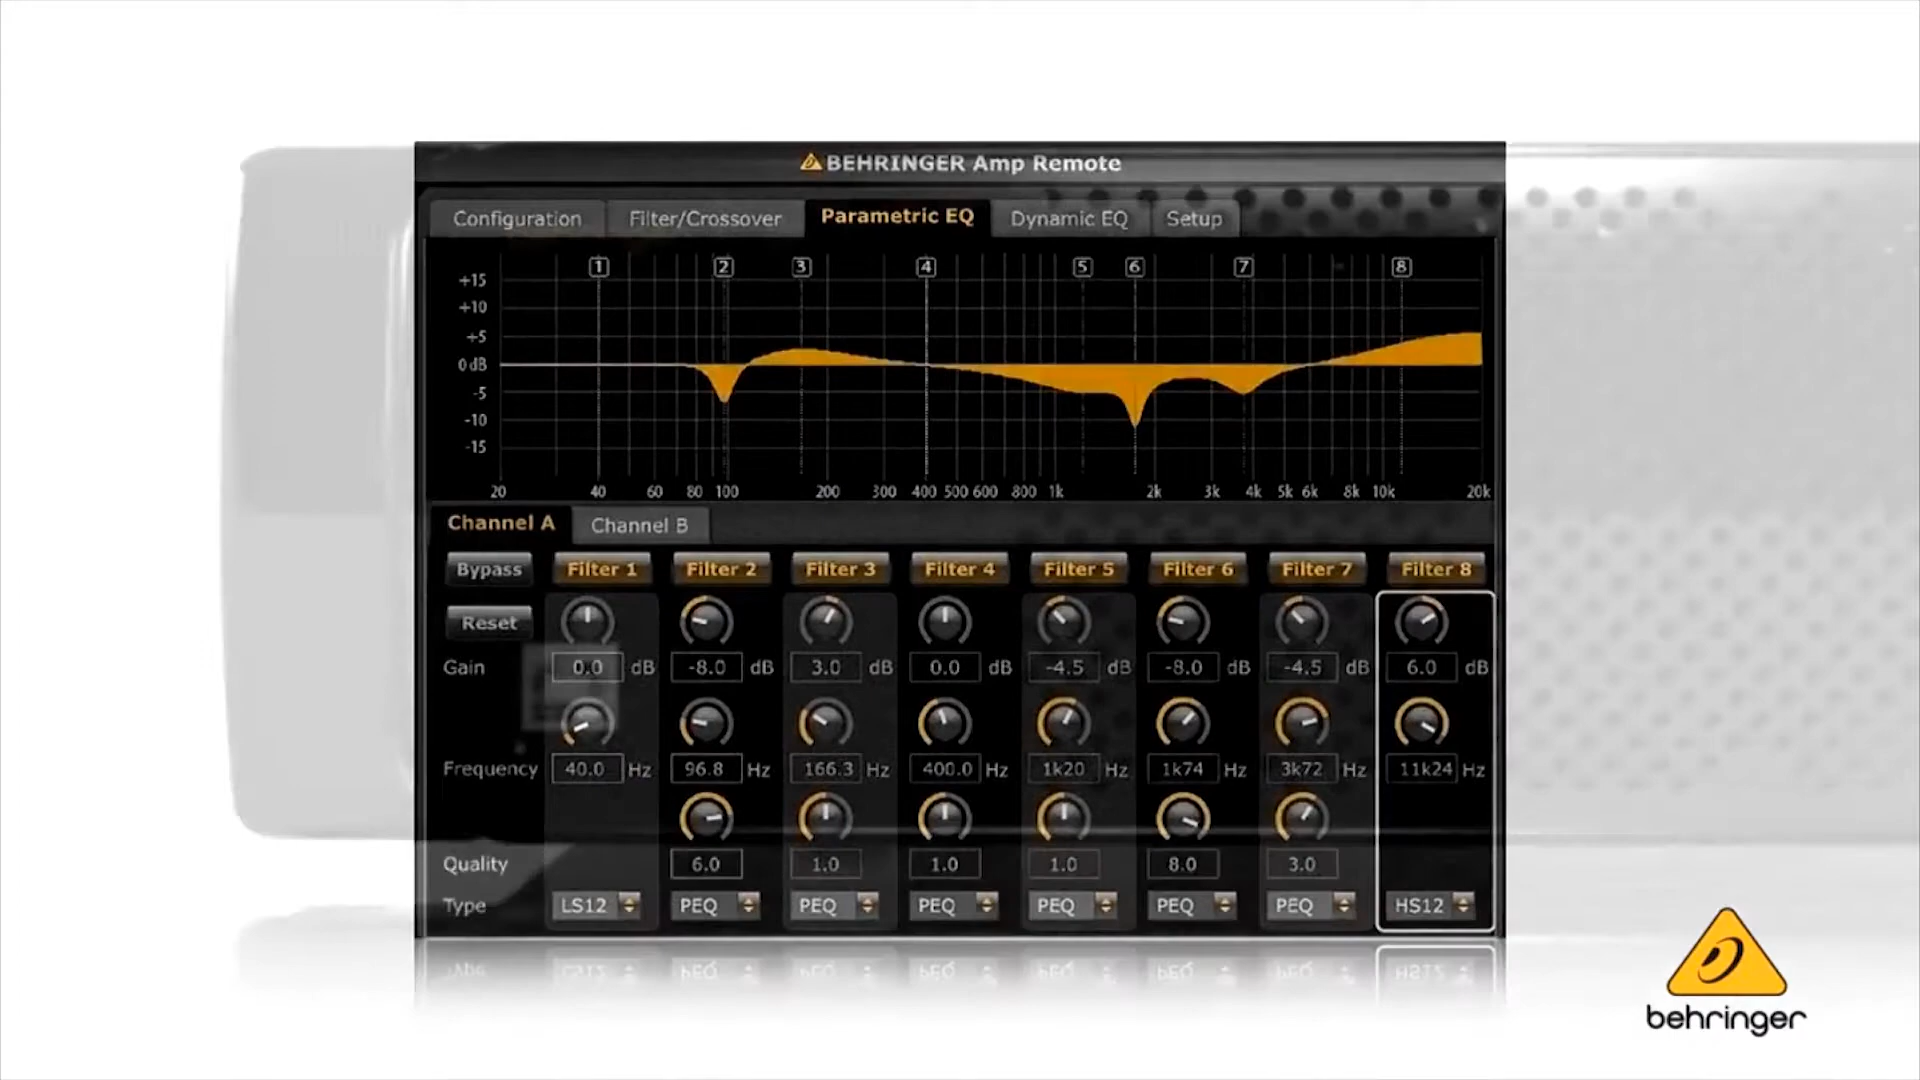 BEHRINGER Amp Remote
Configuration Filter/Crossover Parametric EQ Dynamic EQ Setup
1 2 3 4 5 6 7 8
+15
+10
+5
0 dB
-5
-10
-15
20 40 60 80 100 200 300 400 500 600 800 1k 2k 3k 4k 5k 6k 8k 10k 20k
Channel A Channel B
Bypass Filter 1 Filter 2 Filter 3 Filter 4 Filter 5 Filter 6 Filter 7 Filter 8
Reset
Gain 0.0 dB -8.0 dB 3.0 dB 0.0 dB -4.5 dB -8.0 dB -4.5 dB 6.0 dB
Frequency 40.0 Hz 96.8 Hz 166.3 Hz 400.0 Hz 1k20 Hz 1k74 Hz 3k72 Hz 11k24 Hz
Quality 6.0 1.0 1.0 1.0 8.0 3.0
Type LS12 PEQ PEQ PEQ PEQ PEQ PEQ HS12
behringer